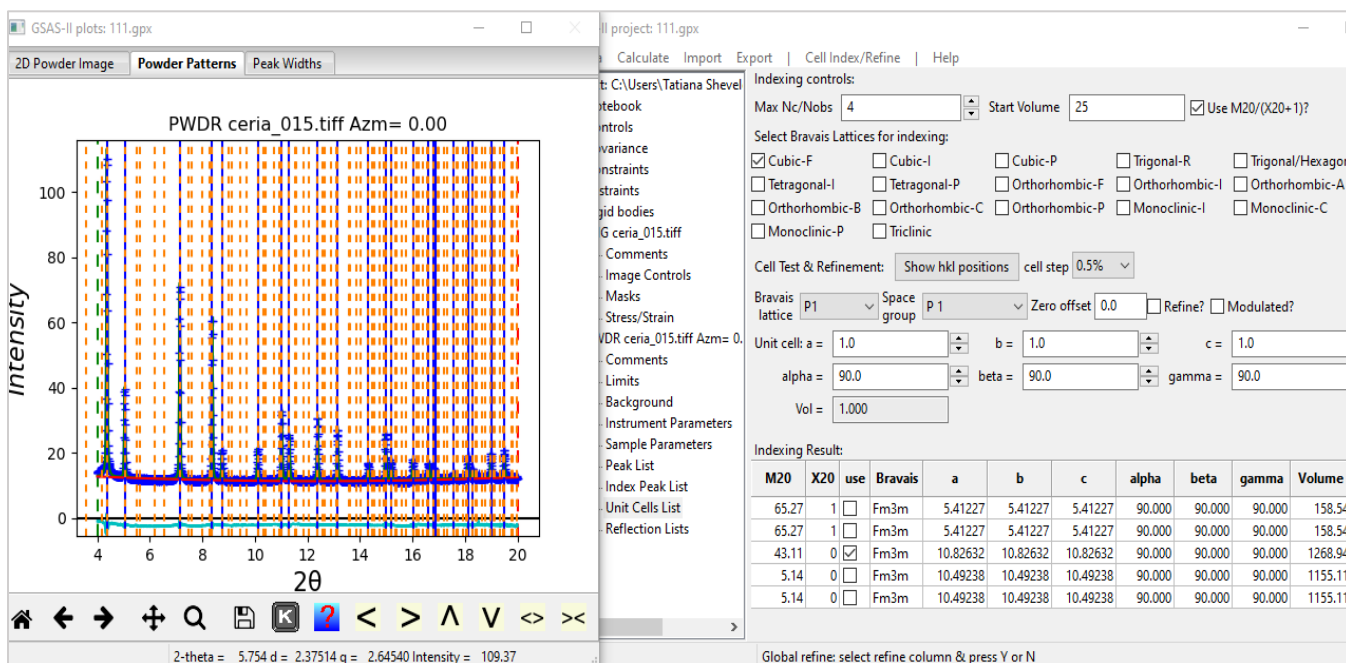 GSAS-II plots: 111.gpx
2D Powder Image Powder Patterns Peak Widths
PWDR ceria_015.tiff Azm= 0.00
Intensity
100
80
60
40
20
0
4 6 8 10 12 14 16 18 20
2θ
K ? < > Λ V <> ><
2-theta = 5.754 d = 2.37514 q = 2.64540 Intensity = 109.37
-II project: 111.gpx
Calculate Import Export | Cell Index/Refine | Help
t: C:\Users\Tatiana Shevel
otebook
ontrols
ovariance
onstraints
straints
gid bodies
G ceria_015.tiff
Comments
Image Controls
Masks
Stress/Strain
WDR ceria_015.tiff Azm= 0.
Comments
Limits
Background
Instrument Parameters
Sample Parameters
Peak List
Index Peak List
Unit Cells List
Reflection Lists
Indexing controls:
Max Nc/Nobs 4 Start Volume 25 Use M20/(X20+1)?
Select Bravais Lattices for indexing:
Cubic-F Cubic-I Cubic-P Trigonal-R Trigonal/Hexagon
Tetragonal-I Tetragonal-P Orthorhombic-F Orthorhombic-I Orthorhombic-A
Orthorhombic-B Orthorhombic-C Orthorhombic-P Monoclinic-I Monoclinic-C
Monoclinic-P Triclinic
Cell Test & Refinement: Show hkl positions cell step 0.5%
Bravais lattice P1 Space group P 1 Zero offset 0.0 Refine? Modulated?
Unit cell: a = 1.0 b = 1.0 c = 1.0
alpha = 90.0 beta = 90.0 gamma = 90.0
Vol = 1.000
Indexing Result:
M20 X20 use Bravais a b c alpha beta gamma Volume
65.27 1 Fm3m 5.41227 5.41227 5.41227 90.000 90.000 90.000 158.54
65.27 1 Fm3m 5.41227 5.41227 5.41227 90.000 90.000 90.000 158.54
43.11 0 Fm3m 10.82632 10.82632 10.82632 90.000 90.000 90.000 1268.94
5.14 0 Fm3m 10.49238 10.49238 10.49238 90.000 90.000 90.000 1155.11
5.14 0 Fm3m 10.49238 10.49238 10.49238 90.000 90.000 90.000 1155.11
Global refine: select refine column & press Y or N